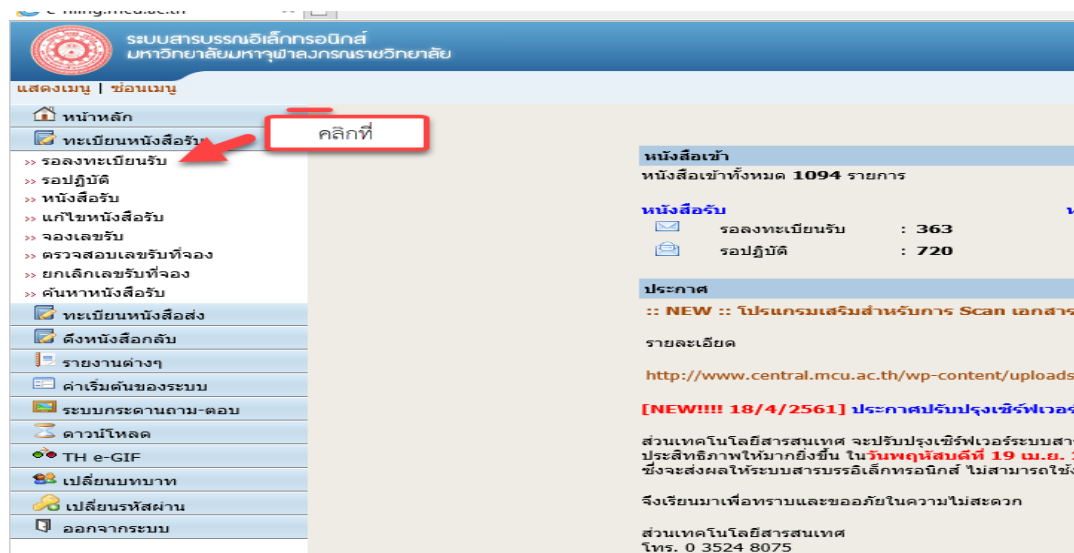 e-filing.mcu.ac.th
ระบบสารบรรณอิเล็กทรอนิกส์
มหาวิทยาลัยมหาจุฬาลงกรณราชวิทยาลัย
แสดงเมนู | ซ่อนเมนู
หน้าหลัก
ทะเบียนหนังสือรับ
คลิกที่
>> รอลงทะเบียนรับ
>> รอปฏิบัติ
>> หนังสือรับ
>> แก้ไขหนังสือรับ
>> จองเลขรับ
>> ตรวจสอบเลขรับที่จอง
>> ยกเลิกเลขรับที่จอง
>> ค้นหาหนังสือรับ
ทะเบียนหนังสือส่ง
ดึงหนังสือกลับ
รายงานต่างๆ
ค่าเริ่มต้นของระบบ
ระบบกระดานถาม-ตอบ
ดาวน์โหลด
TH e-GIF
เปลี่ยนบทบาท
เปลี่ยนรหัสผ่าน
ออกจากระบบ
หนังสือเข้า
หนังสือเข้าทั้งหมด 1094 รายการ
หนังสือรับ
รอลงทะเบียนรับ : 363
รอปฏิบัติ : 720
ประกาศ
:: NEW :: โปรแกรมเสริมสำหรับการ Scan เอกสาร
รายละเอียด
http://www.central.mcu.ac.th/wp-content/uploads
[NEW!!!! 18/4/2561] ประกาศปรับปรุงเซิร์ฟเวอร์
ส่วนเทคโนโลยีสารสนเทศ จะปรับปรุงเซิร์ฟเวอร์ระบบสาร
ประสิทธิภาพให้มากยิ่งขึ้น ในวันพฤหัสบดีที่ 19 เม.ย.
ซึ่งจะส่งผลให้ระบบสารบรรอิเล็กทรอนิกส์ ไม่สามารถใช้
จึงเรียนมาเพื่อทราบและขออภัยในความไม่สะดวก
ส่วนเทคโนโลยีสารสนเทศ
โทร. 0 3524 8075